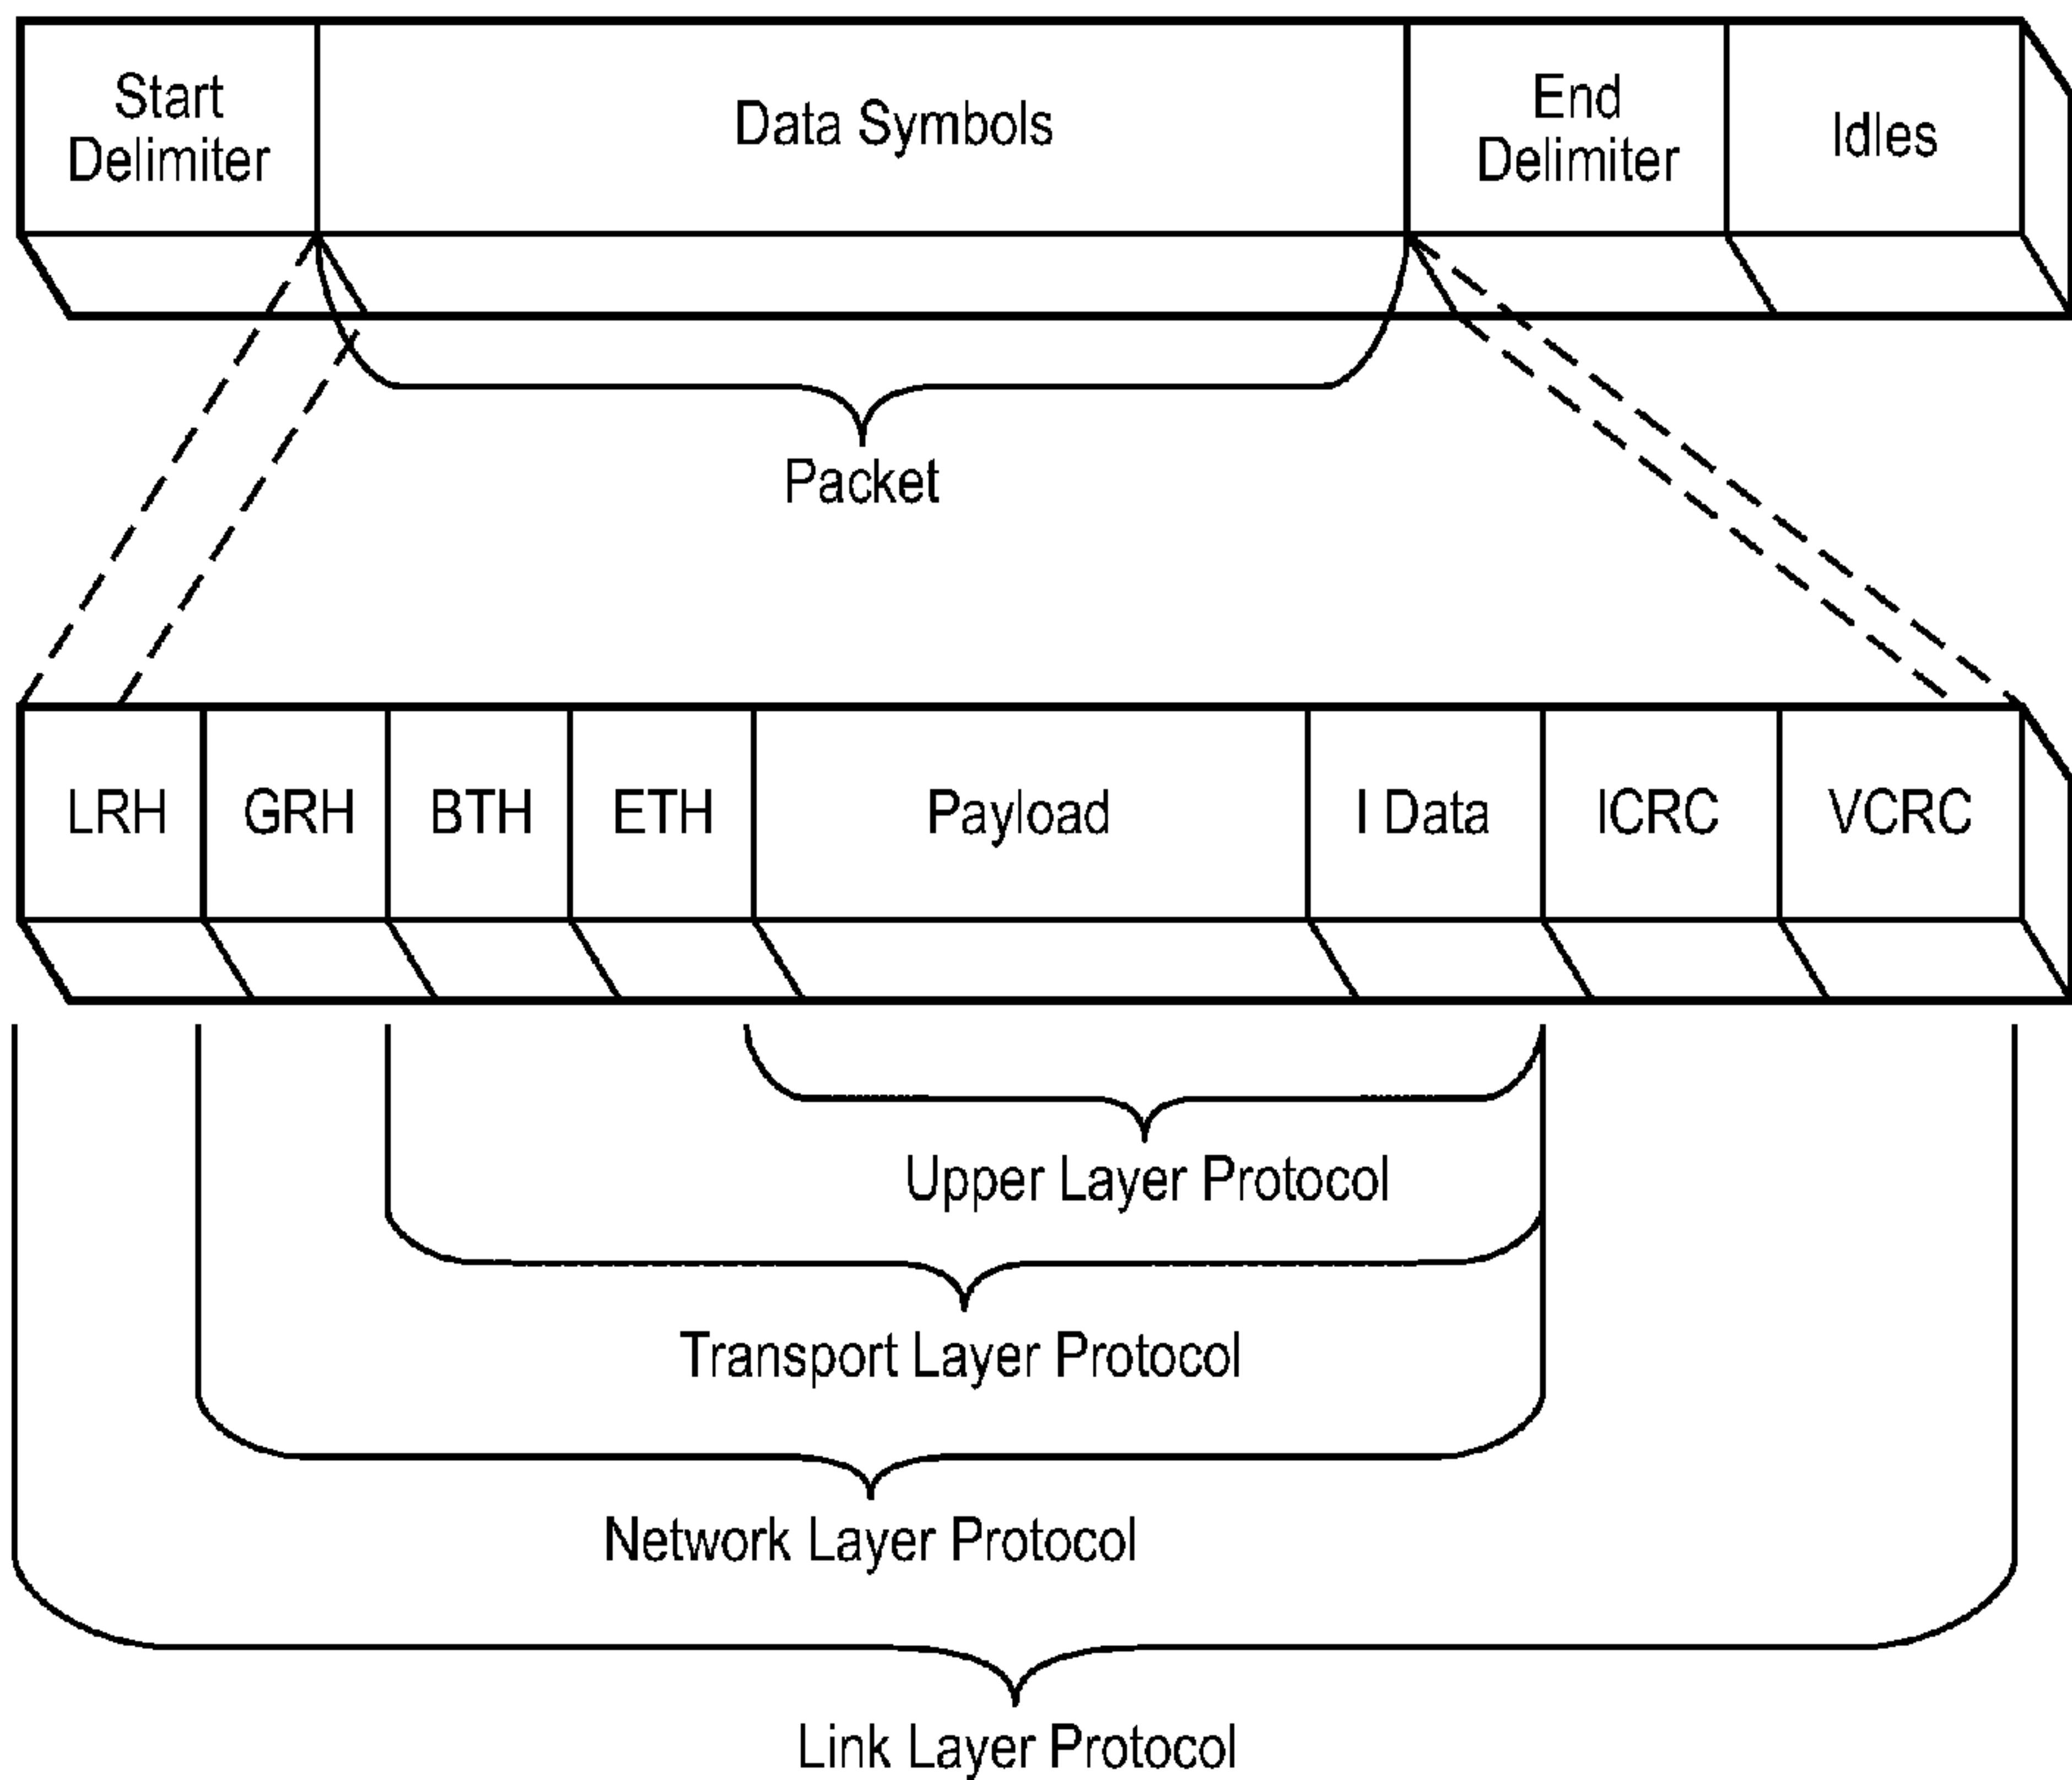 Start
Delimiter
Data Symbols
End
Delimiter
Idles
Packet
LRH
GRH
BTH
ETH
Payload
I Data
ICRC
VCRC
Upper Layer Protocol
Transport Layer Protocol
Network Layer Protocol
Link Layer Protocol